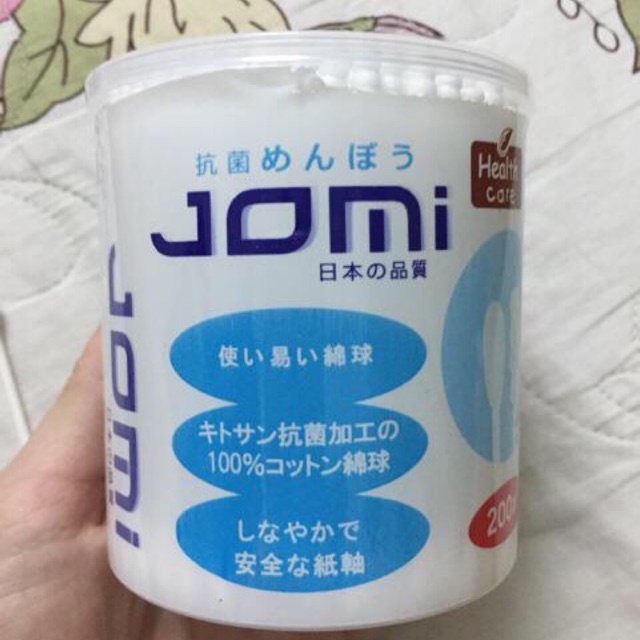 抗菌めんぼう
Jomi
日本の品質
Health
care
Jomi
使い易い綿球
キトサン抗菌加工の
100%コットン綿球
しなやかで
安全な紙軸
200